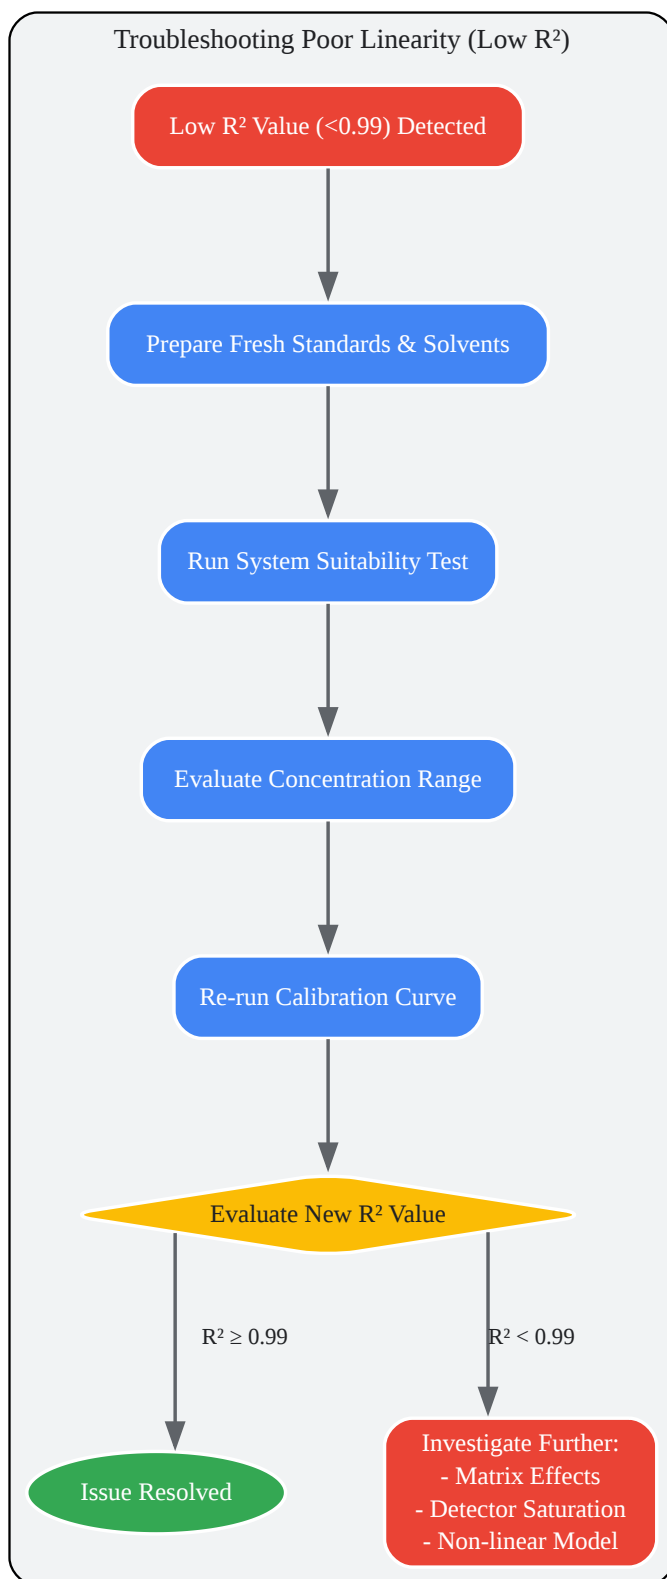 Troubleshooting Poor Linearity (Low R²)
Low R² Value (<0.99) Detected
Prepare Fresh Standards & Solvents
Run System Suitability Test
Evaluate Concentration Range
Re-run Calibration Curve
Evaluate New R² Value
R² ≥ 0.99
R² < 0.99
Issue Resolved
Investigate Further:
- Matrix Effects
- Detector Saturation
- Non-linear Model